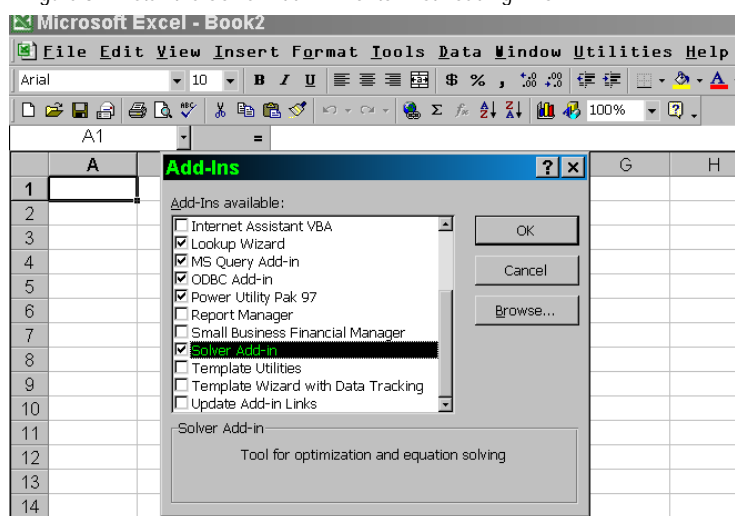 Microsoft Excel - Book2
File Edit View Insert Format Tools Data Window Utilities Help
Arial 10 B I U $ % , .00 .00 A
Σ fx A Z Z A 100% ?
A1 =
A G H
Add-Ins ? x
Add-Ins available:
1
2 Internet Assistant VBA OK
3 Lookup Wizard
4 MS Query Add-in Cancel
5 ODBC Add-in
6 Power Utility Pak 97 Browse...
Report Manager
7 Small Business Financial Manager
8 Solver Add-in
Template Utilities
9 Template Wizard with Data Tracking
10 Update Add-in Links
11 Solver Add-in
12 Tool for optimization and equation solving
13
14